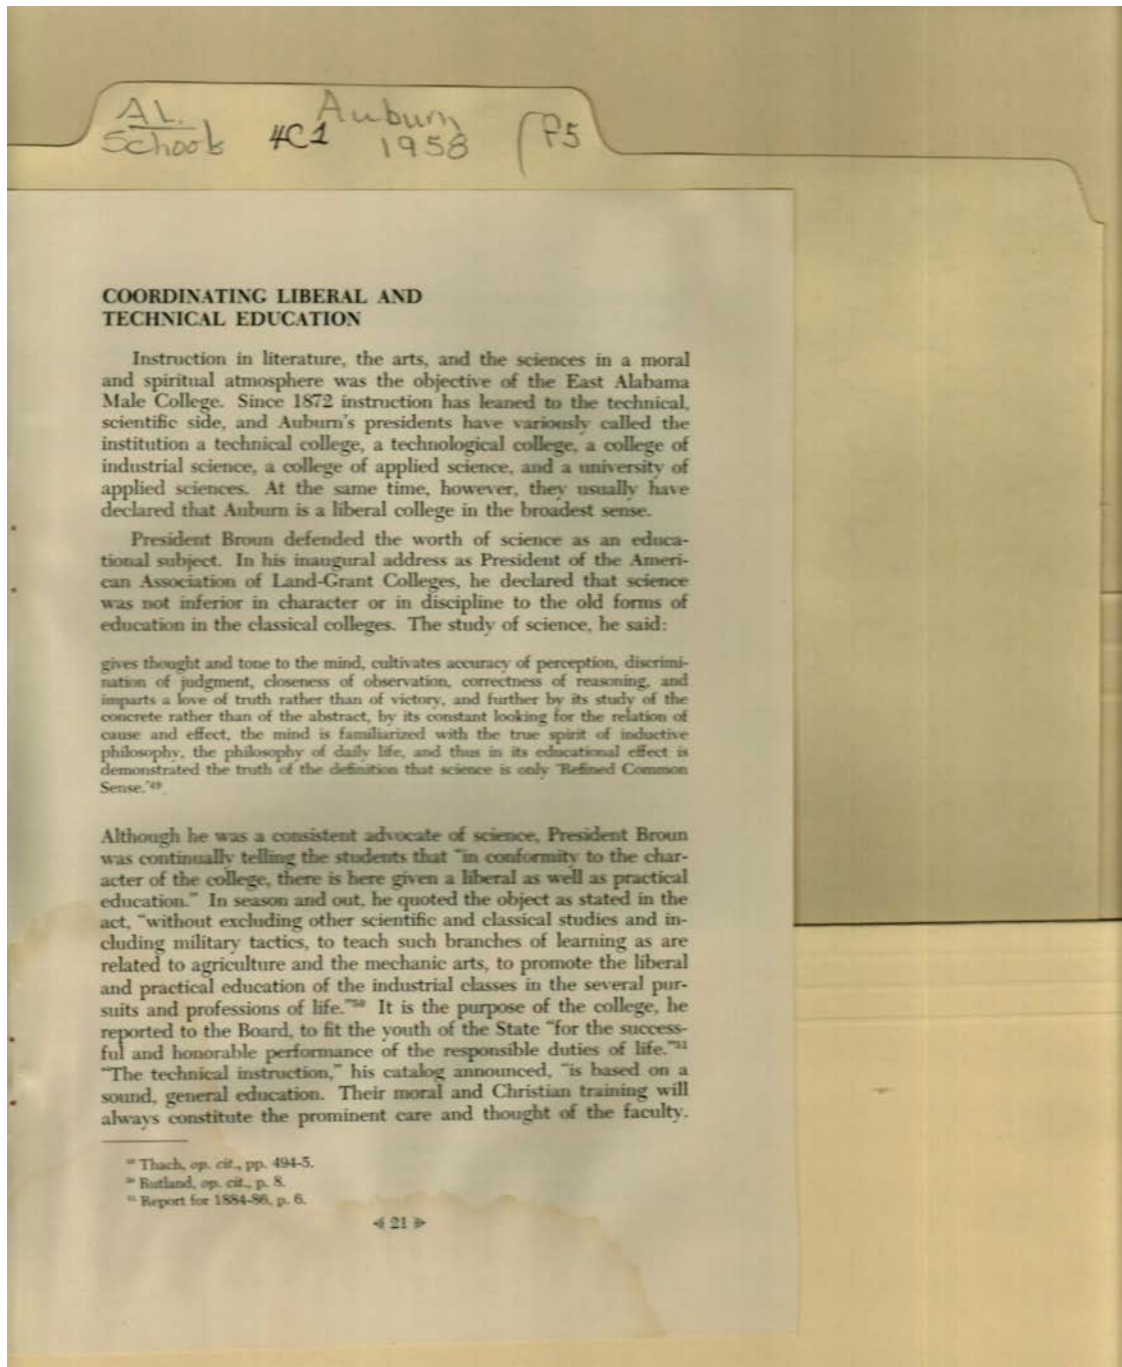 AL. Auburn
Schools 4C1 1958 P5
COORDINATING LIBERAL AND
TECHNICAL EDUCATION
Instruction in literature, the arts, and the sciences in a moral
and spiritual atmosphere was the objective of the East Alabama
Male College. Since 1872 instruction has leaned to the technical,
scientific side, and Auburn's presidents have variously called the
institution a technical college, a technological college, a college of
industrial science, a college of applied science, and a university of
applied sciences. At the same time, however, they usually have
declared that Auburn is a liberal college in the broadest sense.
President Broun defended the worth of science as an educa-
tional subject. In his inaugural address as President of the Ameri-
can Association of Land-Grant Colleges, he declared that science
was not inferior in character or in discipline to the old forms of
education in the classical colleges. The study of science, he said:
gives thought and tone to the mind, cultivates accuracy of perception, discrimi-
nation of judgment, closeness of observation, correctness of reasoning, and
imparts a love of truth rather than of victory, and further by its study of the
concrete rather than of the abstract, by its constant looking for the relation of
cause and effect, the mind is familiarized with the true spirit of inductive
philosophy, the philosophy of daily life, and thus in its educational effect is
demonstrated the truth of the definition that science is only 'Refined Common
Sense.'⁴⁹
Although he was a consistent advocate of science, President Broun
was continually telling the students that "in conformity to the char-
acter of the college, there is here given a liberal as well as practical
education." In season and out, he quoted the object as stated in the
act, "without excluding other scientific and classical studies and in-
cluding military tactics, to teach such branches of learning as are
related to agriculture and the mechanic arts, to promote the liberal
and practical education of the industrial classes in the several pur-
suits and professions of life."⁵⁰ It is the purpose of the college, he
reported to the Board, to fit the youth of the State "for the success-
ful and honorable performance of the responsible duties of life."⁵¹
"The technical instruction," his catalog announced, "is based on a
sound, general education. Their moral and Christian training will
always constitute the prominent care and thought of the faculty.
⁴⁹ Thach, op. cit., pp. 494-5.
⁵⁰ Rutland, op. cit., p. 8.
⁵¹ Report for 1884-86, p. 6.
21